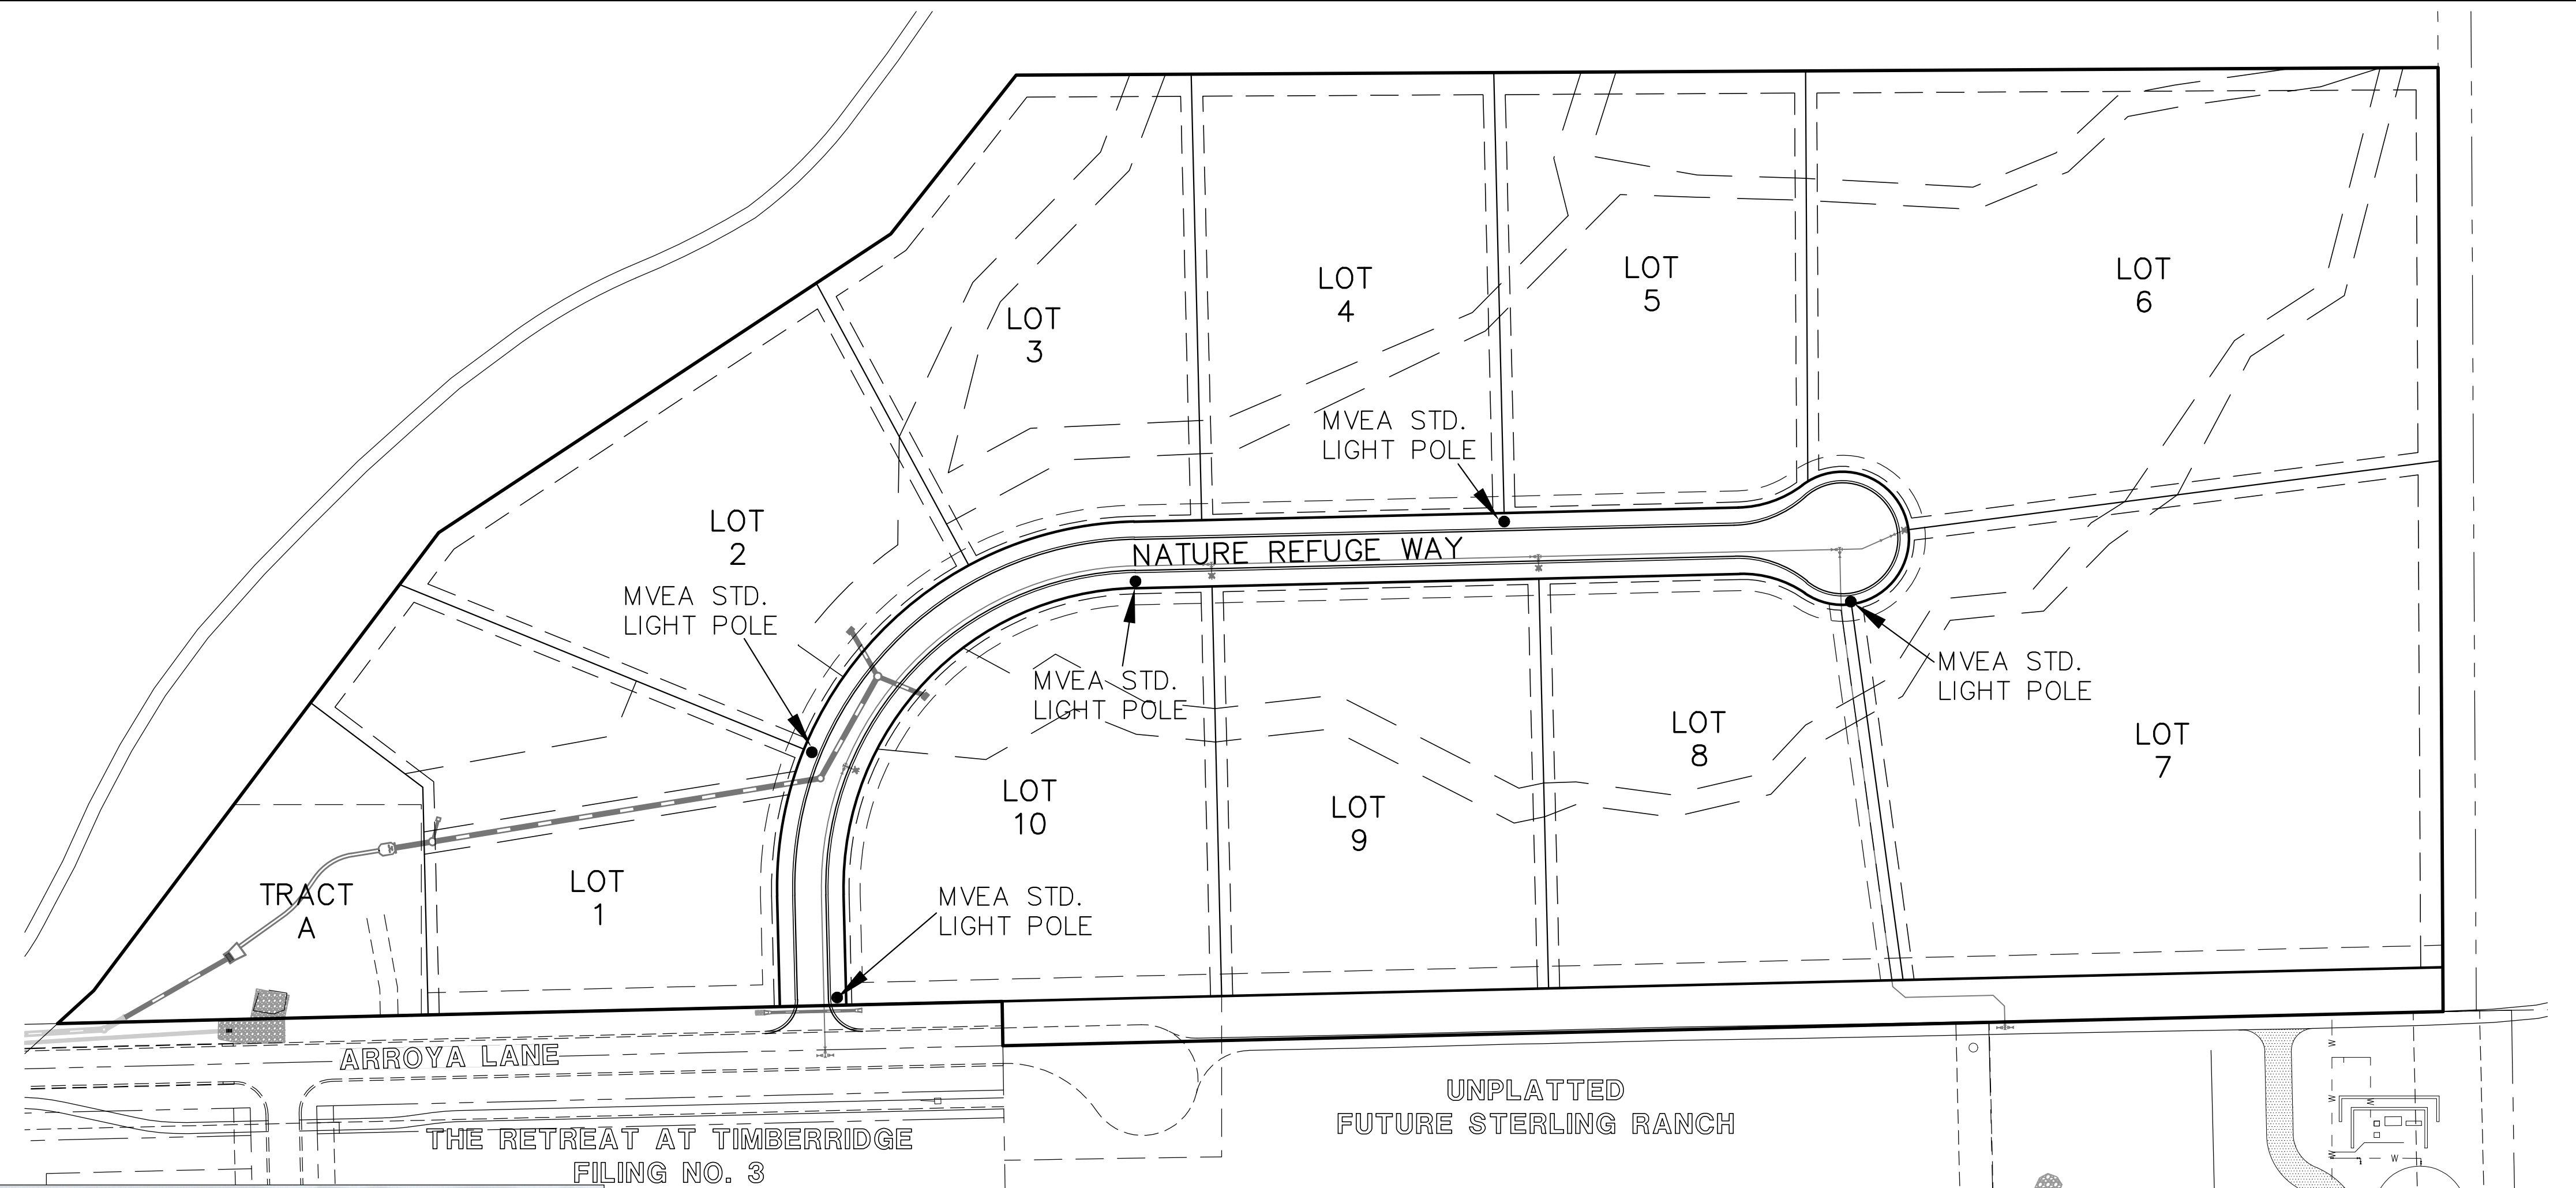 LOT
6
LOT
5
LOT
4
LOT
3
MVEA STD.
LIGHT POLE
LOT
2
NATURE REFUGE WAY
MVEA STD.
LIGHT POLE
MVEA STD.
LIGHT POLE
MVEA STD.
LIGHT POLE
LOT
8
LOT
7
LOT
10
LOT
9
LOT
1
TRACT
A
MVEA STD.
LIGHT POLE
ARROYA LANE
UNPLATTED
FUTURE STERLING RANCH
THE RETREAT AT TIMBERRIDGE
FILING NO. 3
W
W
W
W
W